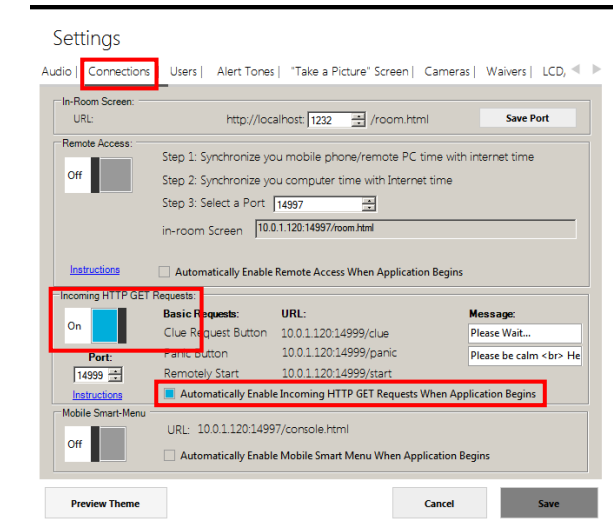 Settings
Audio | Connections Users | Alert Tones | "Take a Picture" Screen | Cameras | Waivers | LCD,
In-Room Screen:
URL: http://localhost: 1232 /room.html Save Port
Remote Access:
Off
Step 1: Synchronize you mobile phone/remote PC time with internet time
Step 2: Synchronize you computer time with Internet time
Step 3: Select a Port 14997
in-room Screen 10.0.1.120:14997/room.html
Instructions Automatically Enable Remote Access When Application Begins
Incoming HTTP GET Requests:
On
Basic Requests: URL: Message:
Clue Request Button 10.0.1.120:14999/clue Please Wait...
Port: Panic Button 10.0.1.120:14999/panic Please be calm <br> He
14999 Remotely Start 10.0.1.120:14999/start
Instructions Automatically Enable Incoming HTTP GET Requests When Application Begins
Mobile Smart-Menu
Off
URL: 10.0.1.120:14997/console.html
Automatically Enable Mobile Smart Menu When Application Begins
Preview Theme Cancel Save